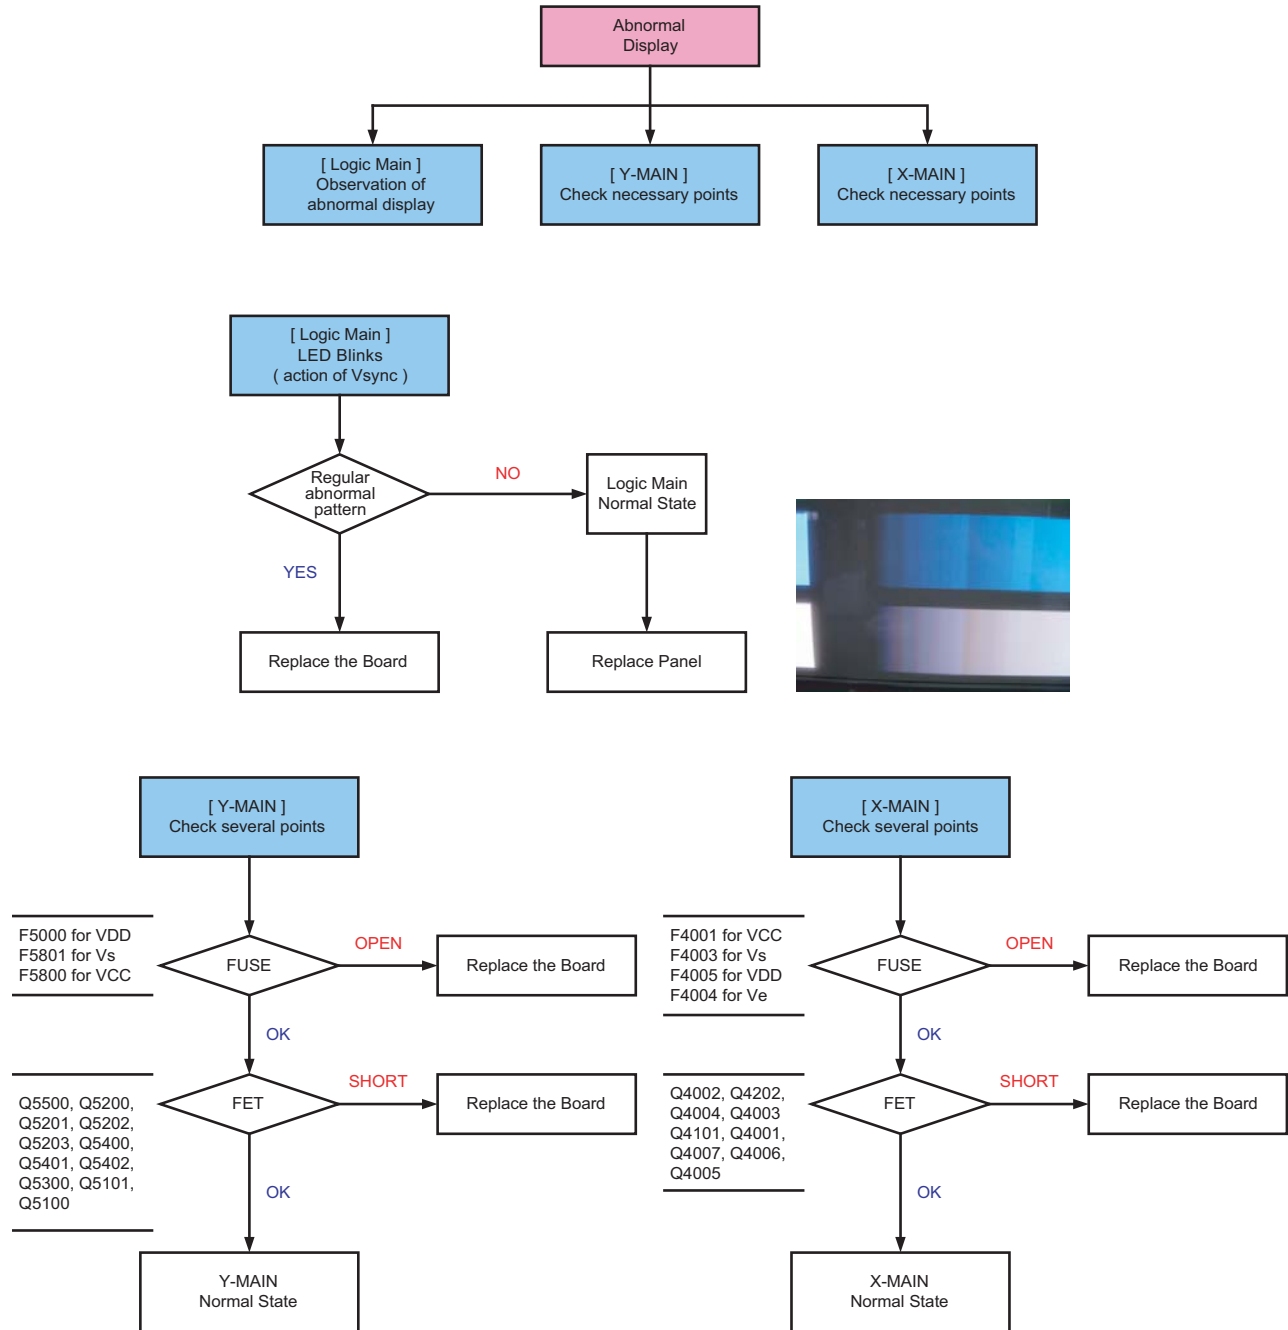 Abnormal
Display
[ Logic Main ]
Observation of
abnormal display
[ Y-MAIN ]
Check necessary points
[ X-MAIN ]
Check necessary points
[ Logic Main ]
LED Blinks
( action of Vsync )
Regular
abnormal
pattern
NO
Logic Main
Normal State
YES
Replace the Board
Replace Panel
[ Y-MAIN ]
Check several points
F5000 for VDD
F5801 for Vs
F5800 for VCC
FUSE
OPEN
Replace the Board
OK
Q5500, Q5200,
Q5201, Q5202,
Q5203, Q5400,
Q5401, Q5402,
Q5300, Q5101,
Q5100
FET
SHORT
Replace the Board
OK
Y-MAIN
Normal State
[ X-MAIN ]
Check several points
F4001 for VCC
F4003 for Vs
F4005 for VDD
F4004 for Ve
FUSE
OPEN
Replace the Board
OK
Q4002, Q4202,
Q4004, Q4003
Q4101, Q4001,
Q4007, Q4006,
Q4005
FET
SHORT
Replace the Board
OK
X-MAIN
Normal State